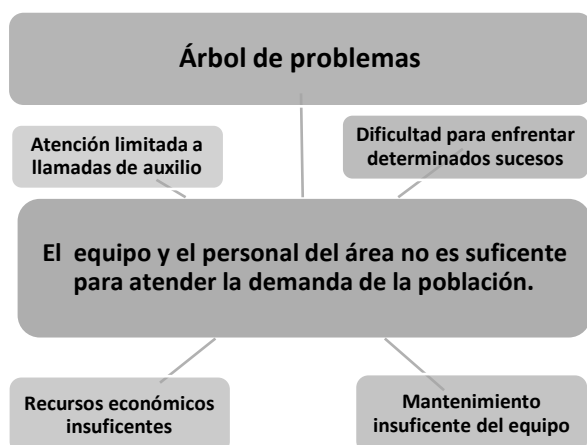 Árbol de problemas
Atención limitada a
llamadas de auxilio
Dificultad para enfrentar
determinados sucesos
El equipo y el personal del área no es suficente
para atender la demanda de la población.
Recursos económicos
insuficentes
Mantenimiento
insuficente del equipo